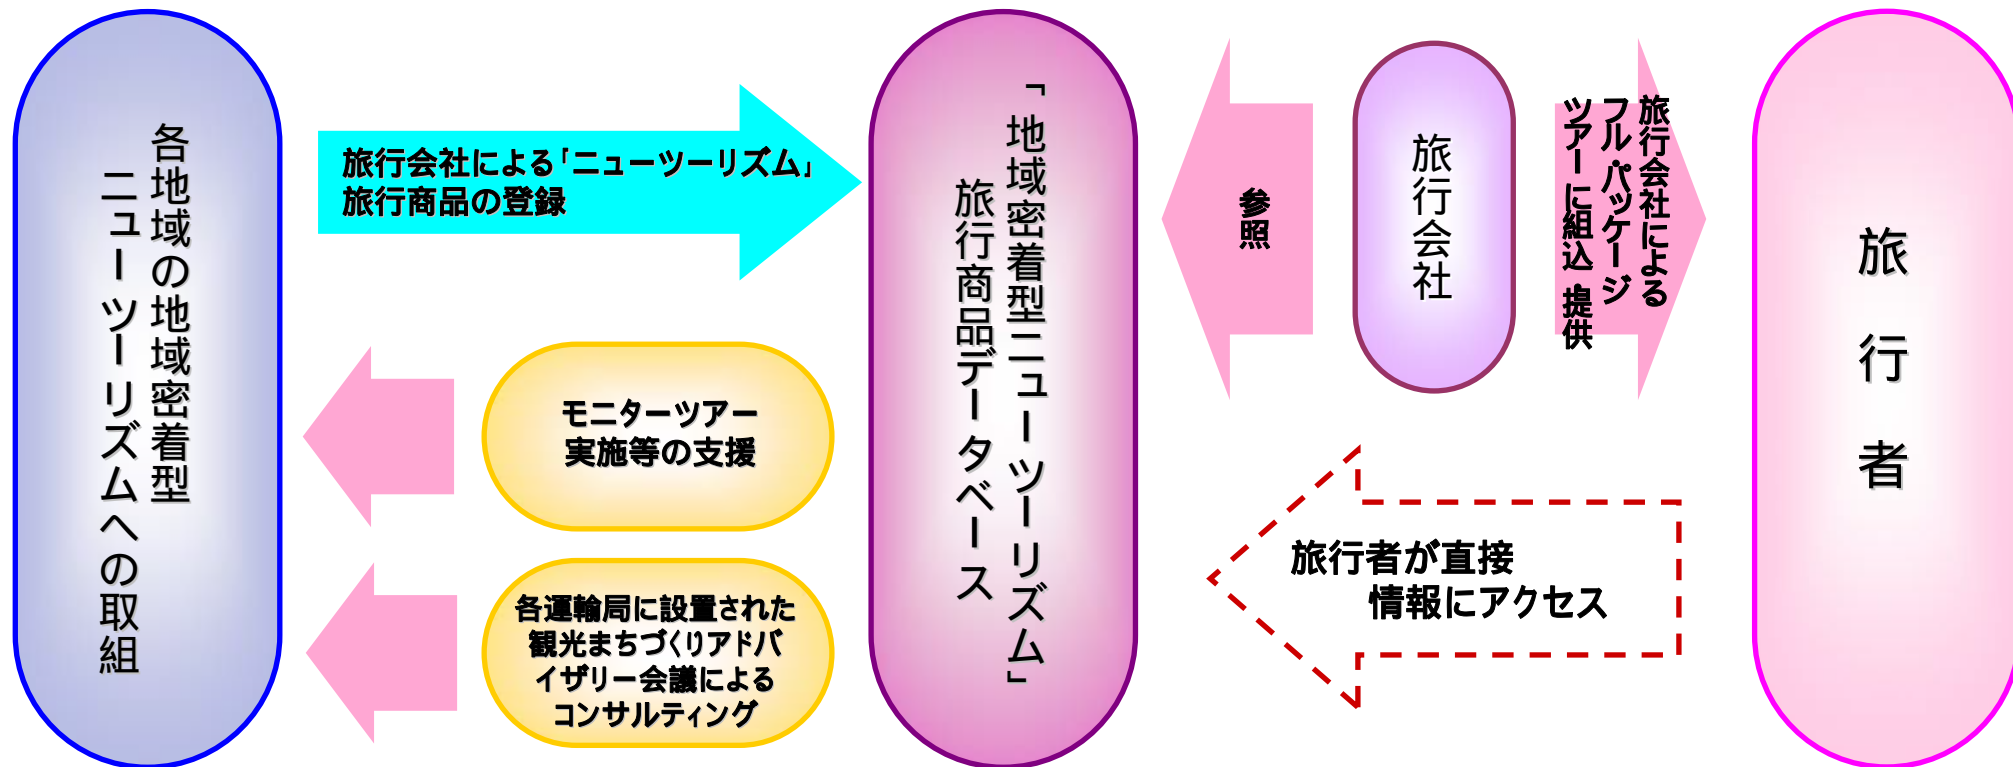 各地域の地域密着型
ニューツーリズムへの取組
旅行会社による「ニューツーリズム」
旅行商品の登録
モニターツアー
実施等の支援
各運輸局に設置された
観光まちづくりアドバ
イザリー会議による
コンサルティング
「地域密着型ニューツーリズム」
旅行商品データベース
参照
旅行会社
旅行会社による
フル・パッケージ
ツアーに組込・提供
旅行者が直接
情報にアクセス
旅行者